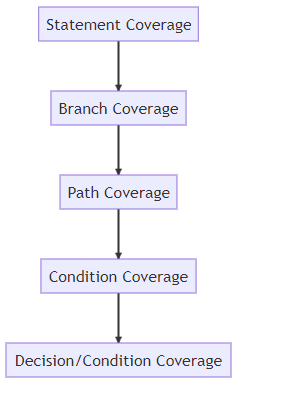 Statement Coverage
Branch Coverage
Path Coverage
Condition Coverage
Decision/Condition Coverage